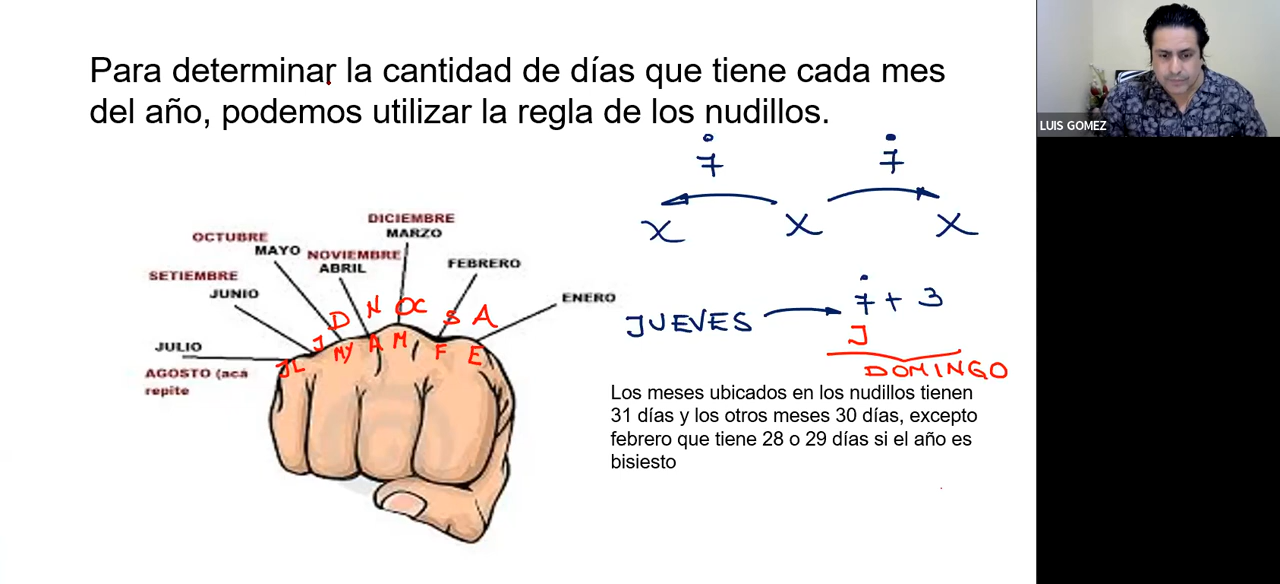 Para determinar la cantidad de días que tiene cada mes
del año, podemos utilizar la regla de los nudillos.
LUIS GOMEZ
7 7
X X X
DICIEMBRE
MARZO
OCTUBRE
MAYO
NOVIEMBRE
ABRIL
FEBRERO
SETIEMBRE
JUNIO
ENERO
JULIO
AGOSTO (acá
repite
D N OC S A
JL J MY A M F E
JUEVES 7 + 3
J
DOMINGO
Los meses ubicados en los nudillos tienen
31 días y los otros meses 30 días, excepto
febrero que tiene 28 o 29 días si el año es
bisiesto